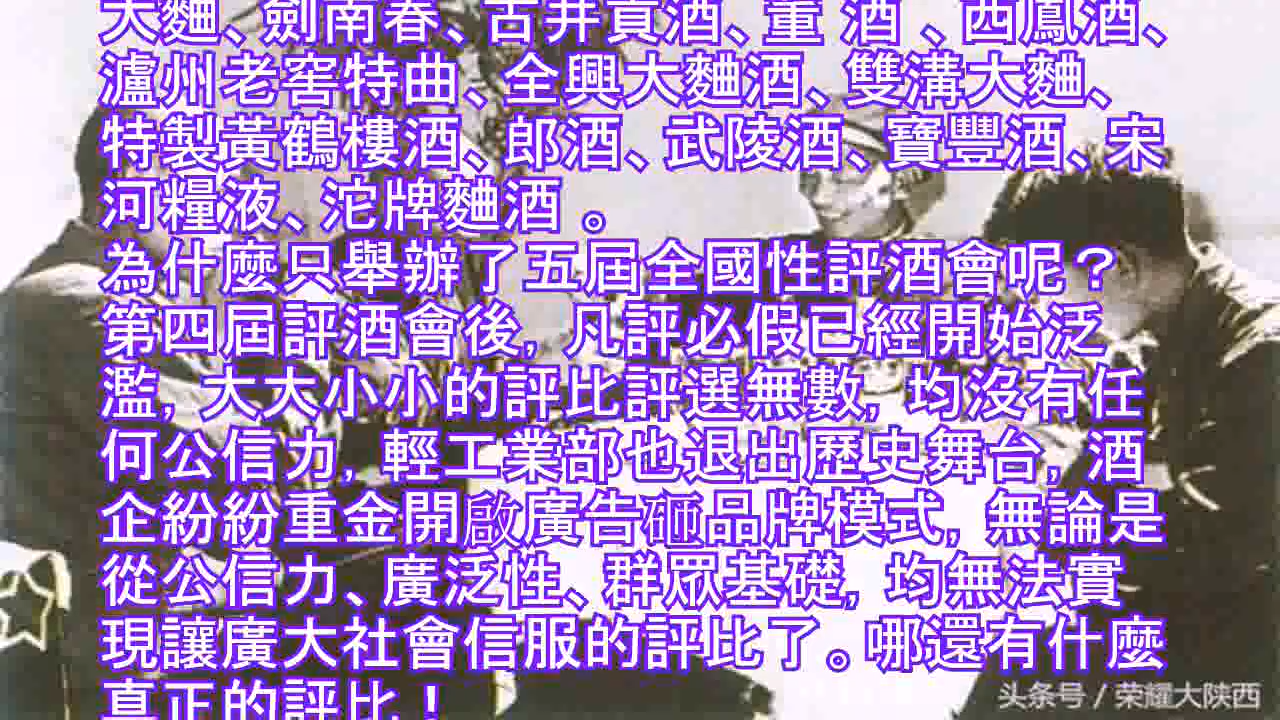 大麯、劍南春、古井貢酒、董 酒 、西鳳酒、
瀘州老窖特曲、全興大麯酒、雙溝大麯、
特製黃鶴樓酒、郎酒、武陵酒、寶豐酒、宋
河糧液、沱牌麯酒 。
為什麼只舉辦了五屆全國性評酒會呢？
第四屆評酒會後, 凡評必假已經開始泛
濫, 大大小小的評比評選無數, 均沒有任
何公信力, 輕工業部也退出歷史舞台, 酒
企紛紛重金開啟廣告砸品牌模式, 無論是
從公信力、廣泛性、群眾基礎, 均無法實
現讓廣大社會信服的評比了。哪還有什麼
真正的評比！
头条号 / 荣耀大陕西